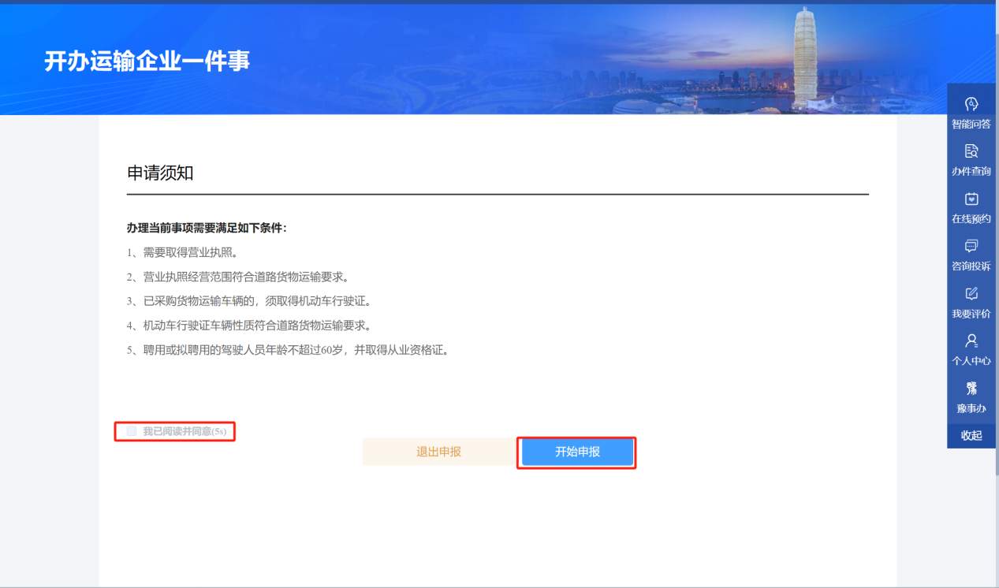 开办运输企业一件事
智能问答
办件查询
在线预约
咨询投诉
我要评价
个人中心
豫事办
收起
申请须知
办理当前事项需要满足如下条件：
1、需要取得营业执照。
2、营业执照经营范围符合道路货物运输要求。
3、已采购货物运输车辆的，须取得机动车行驶证。
4、机动车行驶证车辆性质符合道路货物运输要求。
5、聘用或拟聘用的驾驶人员年龄不超过60岁，并取得从业资格证。
我已阅读并同意(5s)
退出申报
开始申报